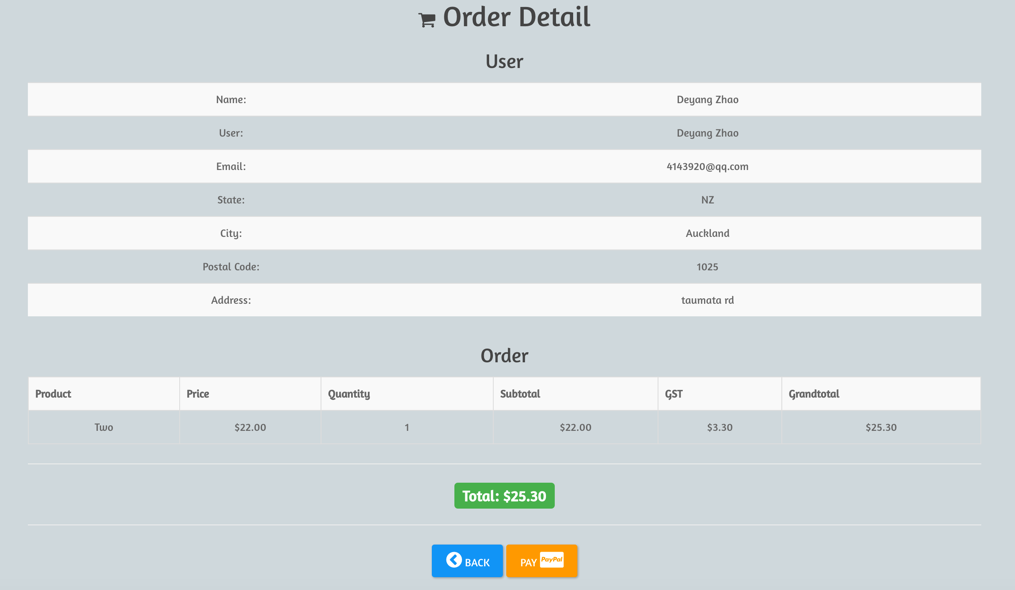 Order Detail
User
Name: Deyang Zhao
User: Deyang Zhao
Email: 4143920@qq.com
State: NZ
City: Auckland
Postal Code: 1025
Address: taumata rd
Order
Product Price Quantity Subtotal GST Grandtotal
Two $22.00 1 $22.00 $3.30 $25.30
Total: $25.30
BACK PAY PayPal